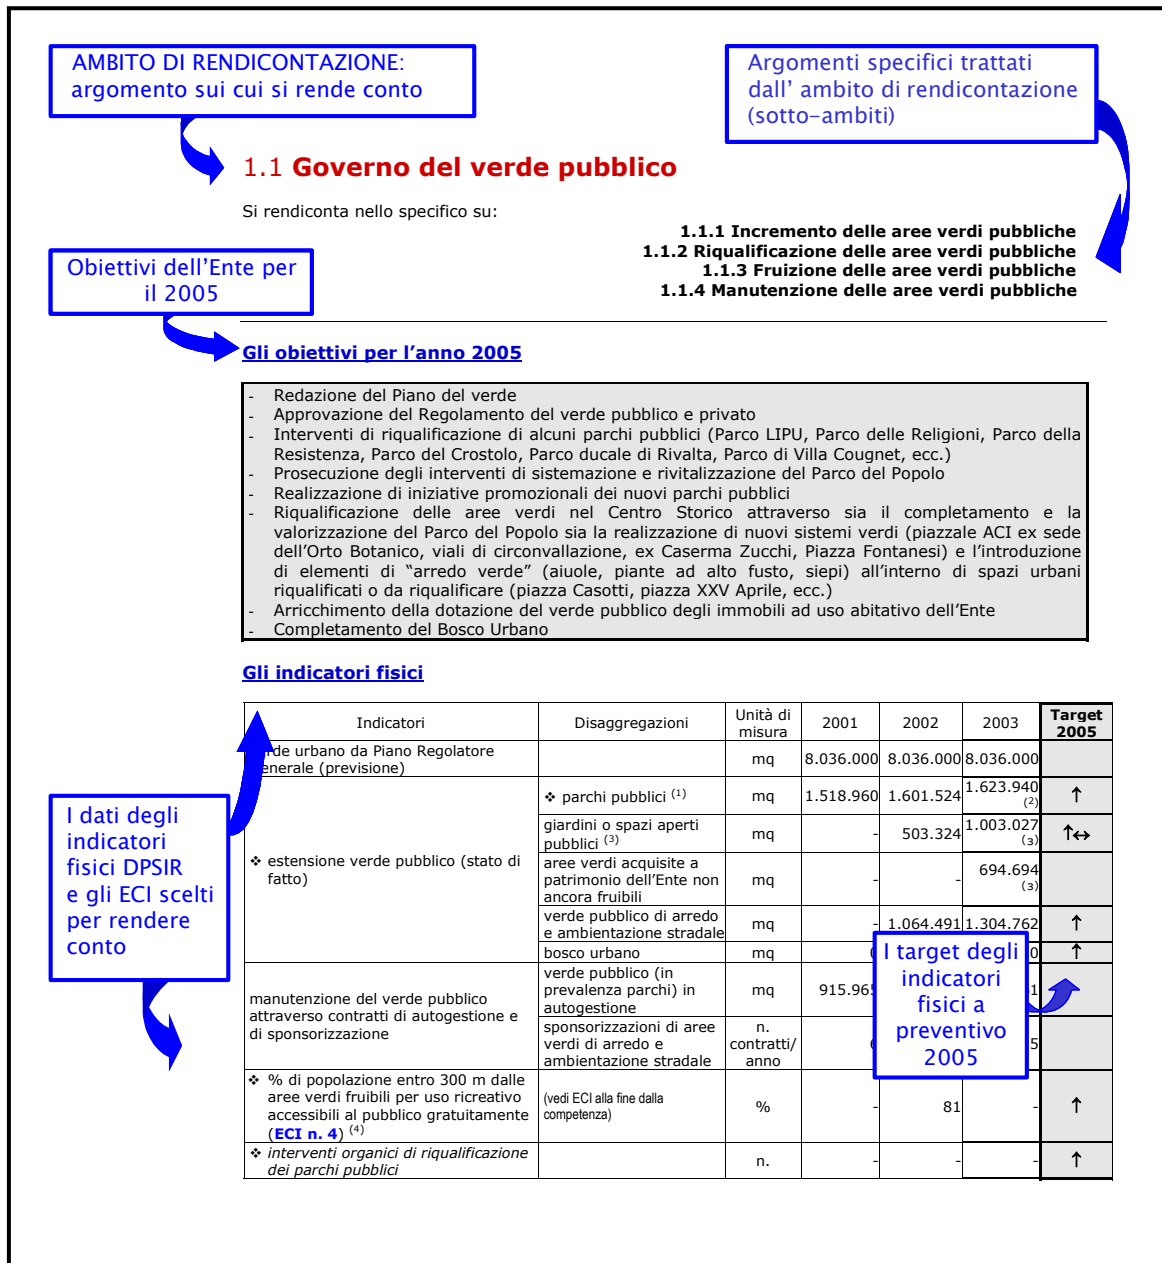 AMBITO DI RENDICONTAZIONE:
argomento sui cui si rende conto
Argomenti specifici trattati
dall' ambito di rendicontazione
(sotto-ambiti)
1.1 Governo del verde pubblico
Si rendiconta nello specifico su:
1.1.1 Incremento delle aree verdi pubbliche
1.1.2 Riqualificazione delle aree verdi pubbliche
1.1.3 Fruizione delle aree verdi pubbliche
1.1.4 Manutenzione delle aree verdi pubbliche
Obiettivi dell'Ente per
il 2005
Gli obiettivi per l'anno 2005
- Redazione del Piano del verde
- Approvazione del Regolamento del verde pubblico e privato
- Interventi di riqualificazione di alcuni parchi pubblici (Parco LIPU, Parco delle Religioni, Parco della
Resistenza, Parco del Crostolo, Parco ducale di Rivalta, Parco di Villa Cougnet, ecc.)
- Prosecuzione degli interventi di sistemazione e rivitalizzazione del Parco del Popolo
- Realizzazione di iniziative promozionali dei nuovi parchi pubblici
- Riqualificazione delle aree verdi nel Centro Storico attraverso sia il completamento e la
valorizzazione del Parco del Popolo sia la realizzazione di nuovi sistemi verdi (piazzale ACI ex sede
dell'Orto Botanico, viali di circonvallazione, ex Caserma Zucchi, Piazza Fontanesi) e l'introduzione
di elementi di "arredo verde" (aiuole, piante ad alto fusto, siepi) all'interno di spazi urbani
riqualificati o da riqualificare (piazza Casotti, piazza XXV Aprile, ecc.)
- Arricchimento della dotazione del verde pubblico degli immobili ad uso abitativo dell'Ente
- Completamento del Bosco Urbano
Gli indicatori fisici
Indicatori Disaggregazioni Unità di misura 2001 2002 2003 Target 2005
urbano da Piano Regolatore
(previsione) mq 8.036.000 8.036.000 8.036.000
❖ estensione verde pubblico (stato di
fatto)
❖ parchi pubblici (1) mq 1.518.960 1.601.524 1.623.940 (2) ↑
giardini o spazi aperti
pubblici (3) mq - 503.324 1.003.027 (3) ↑↔
aree verdi acquisite a
patrimonio dell'Ente non
ancora fruibili mq - - 694.694 (3)
verde pubblico di arredo
e ambientazione stradale mq - 1.064.491 1.304.762 ↑
bosco urbano mq ↑
manutenzione del verde pubblico
attraverso contratti di autogestione e
di sponsorizzazione
verde pubblico (in
prevalenza parchi) in
autogestione mq 915.965
sponsorizzazioni di aree
verdi di arredo e
ambientazione stradale n. contratti/ anno
❖ % di popolazione entro 300 m dalle
aree verdi fruibili per uso ricreativo
accessibili al pubblico gratuitamente
(ECI n. 4) (4)
(vedi ECI alla fine dalla
competenza) % - 81 - ↑
❖ interventi organici di riqualificazione
dei parchi pubblici n. - - - ↑
I dati degli
indicatori
fisici DPSIR
e gli ECI scelti
per rendere
conto
I target degli
indicatori
fisici a
preventivo
2005